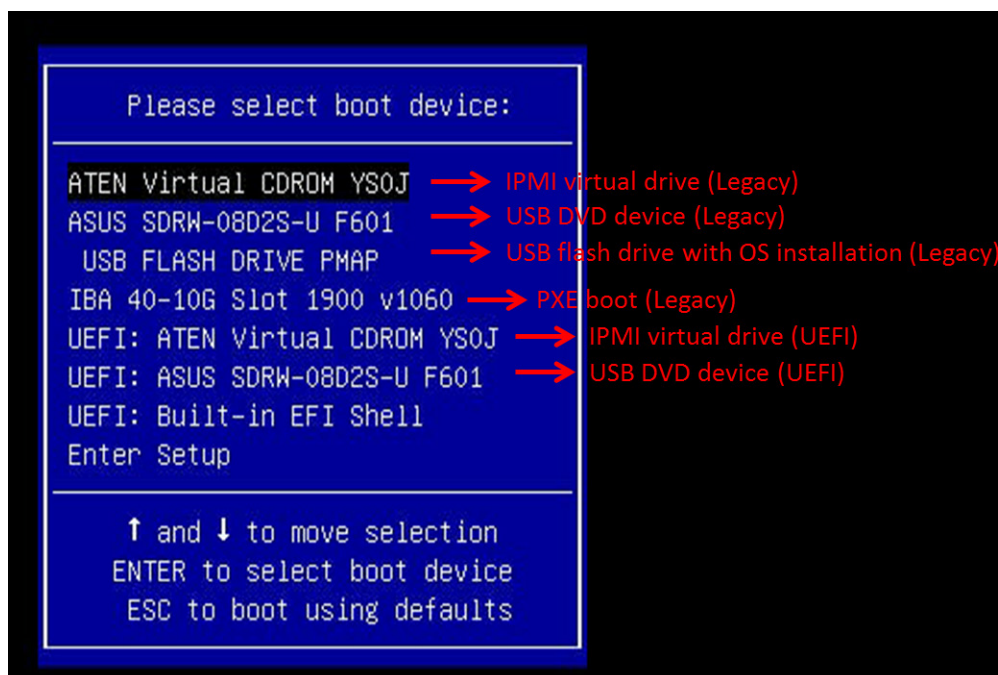 Please select boot device:
ATEN Virtual CDROM YS0J IPMI virtual drive (Legacy)
ASUS SDRW-08D2S-U F601 USB DVD device (Legacy)
USB FLASH DRIVE PMAP USB flash drive with OS installation (Legacy)
IBA 40-10G Slot 1900 v1060 PXE boot (Legacy)
UEFI: ATEN Virtual CDROM YS0J IPMI virtual drive (UEFI)
UEFI: ASUS SDRW-08D2S-U F601 USB DVD device (UEFI)
UEFI: Built-in EFI Shell
Enter Setup
↑ and ↓ to move selection
ENTER to select boot device
ESC to boot using defaults